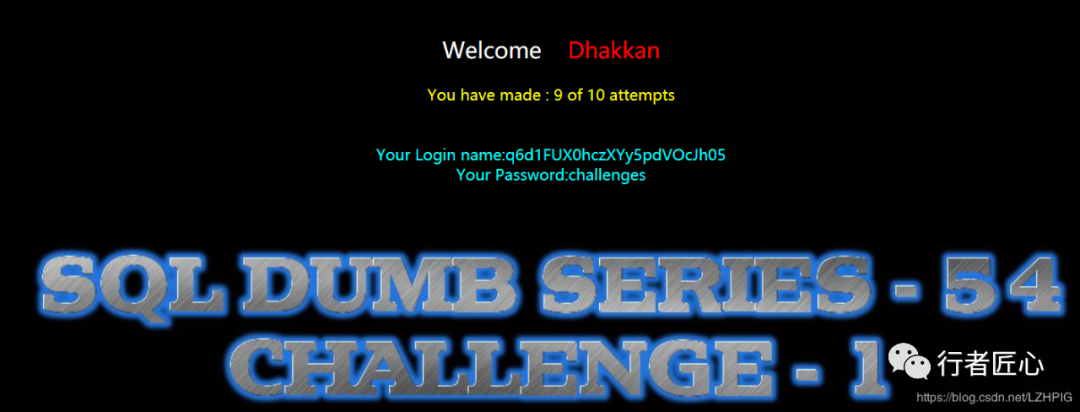 Welcome Dhakkan
You have made : 9 of 10 attempts
Your Login name:q6d1FUX0hczXYy5pdVOcJh05
Your Password:challenges
SQL DUMB SERIES - 54
CHALLENGE - 1
行者匠心
https://blog.csdn.net/LZHPIG